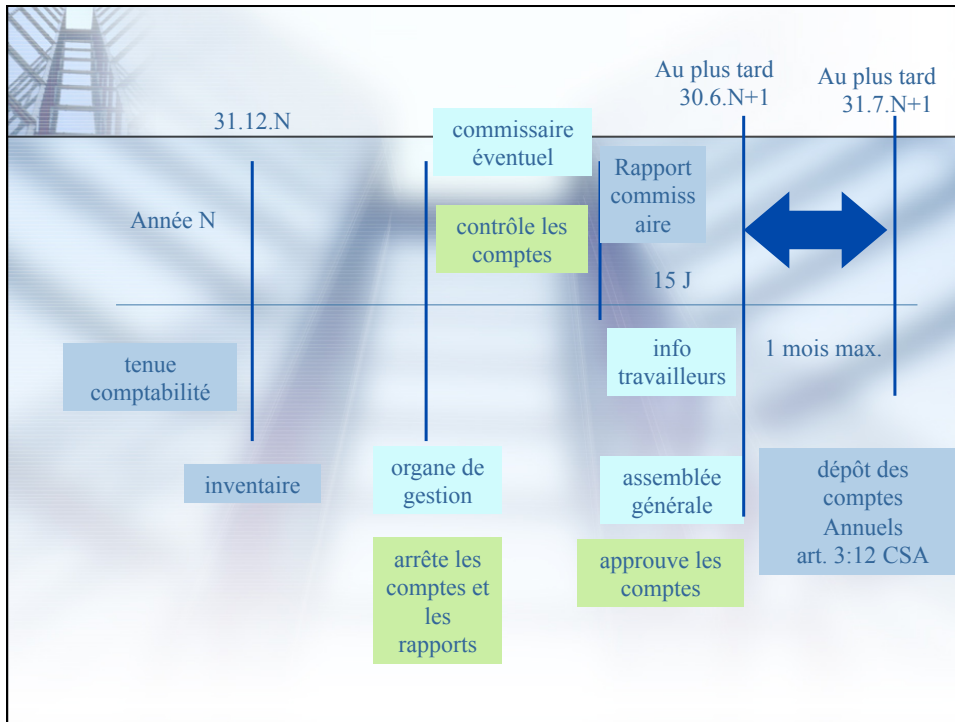 Au plus tard
30.6.N+1
Au plus tard
31.7.N+1
31.12.N
commissaire
éventuel
Rapport
commiss
aire
Année N
contrôle les
comptes
15 J
tenue
comptabilité
info
travailleurs
1 mois max.
inventaire
organe de
gestion
assemblée
générale
dépôt des
comptes
Annuels
art. 3:12 CSA
arrête les
comptes et
les
rapports
approuve les
comptes